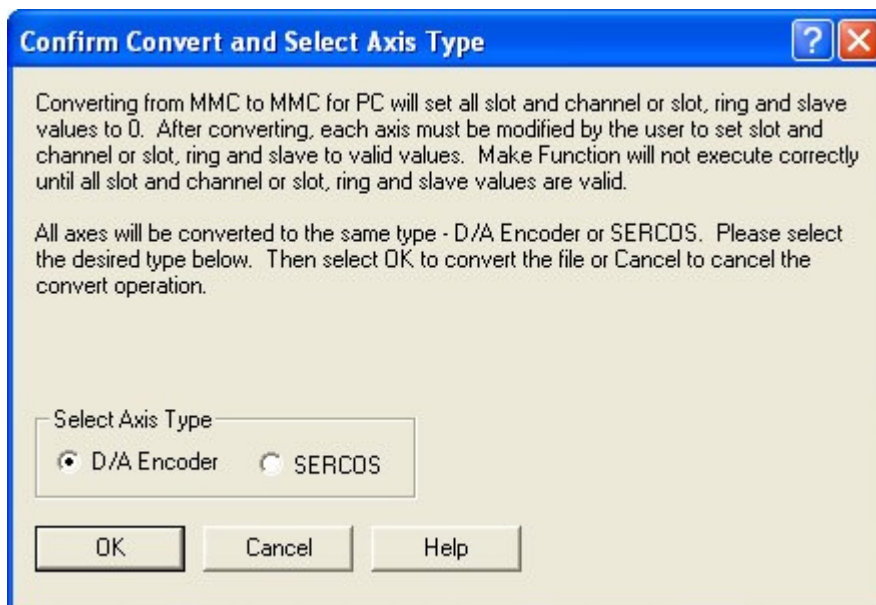 Confirm Convert and Select Axis Type
Converting from MMC to MMC for PC will set all slot and channel or slot, ring and slave
values to 0.  After converting, each axis must be modified by the user to set slot and
channel or slot, ring and slave to valid values.  Make Function will not execute correctly
until all slot and channel or slot, ring and slave values are valid.
All axes will be converted to the same type - D/A Encoder or SERCOS.  Please select
the desired type below.  Then select OK to convert the file or Cancel to cancel the
convert operation.
Select Axis Type
D/A Encoder SERCOS
OK Cancel Help